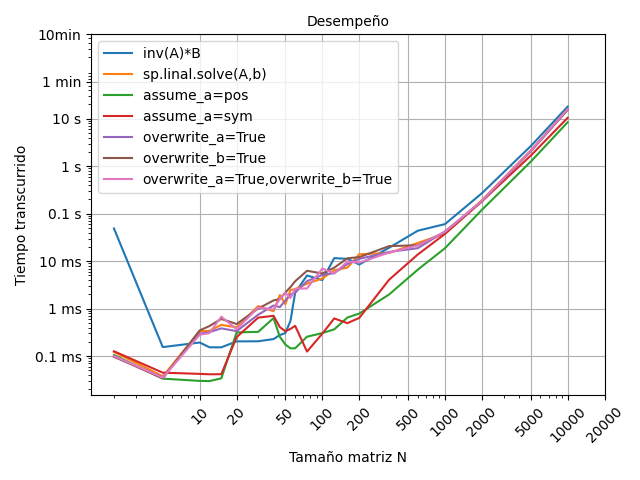 Desempeño
10min
1 min
10 s
1 s
0.1 s
10 ms
1 ms
0.1 ms
Tiempo transcurrido
inv(A)*B
sp.linal.solve(A,b)
assume_a=pos
assume_a=sym
overwrite_a=True
overwrite_b=True
overwrite_a=True,overwrite_b=True
10
20
50
100
200
500
1000
2000
5000
10000
20000
Tamaño matriz N